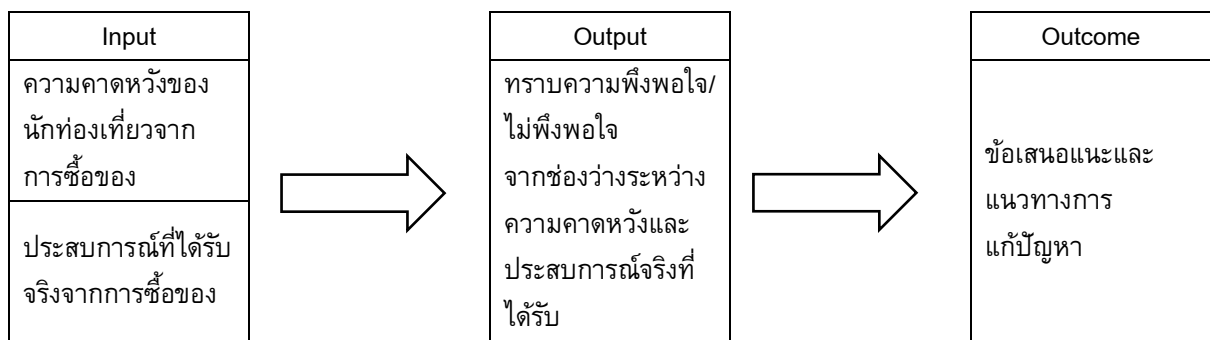 Input
ความคาดหวังของ
นักท่องเที่ยวจาก
การซื้อของ
ประสบการณ์ที่ได้รับ
จริงจากการซื้อของ
Output
ทราบความพึงพอใจ/
ไม่พึงพอใจ
จากช่องว่างระหว่าง
ความคาดหวังและ
ประสบการณ์จริงที่
ได้รับ
Outcome
ข้อเสนอแนะและ
แนวทางการ
แก้ปัญหา